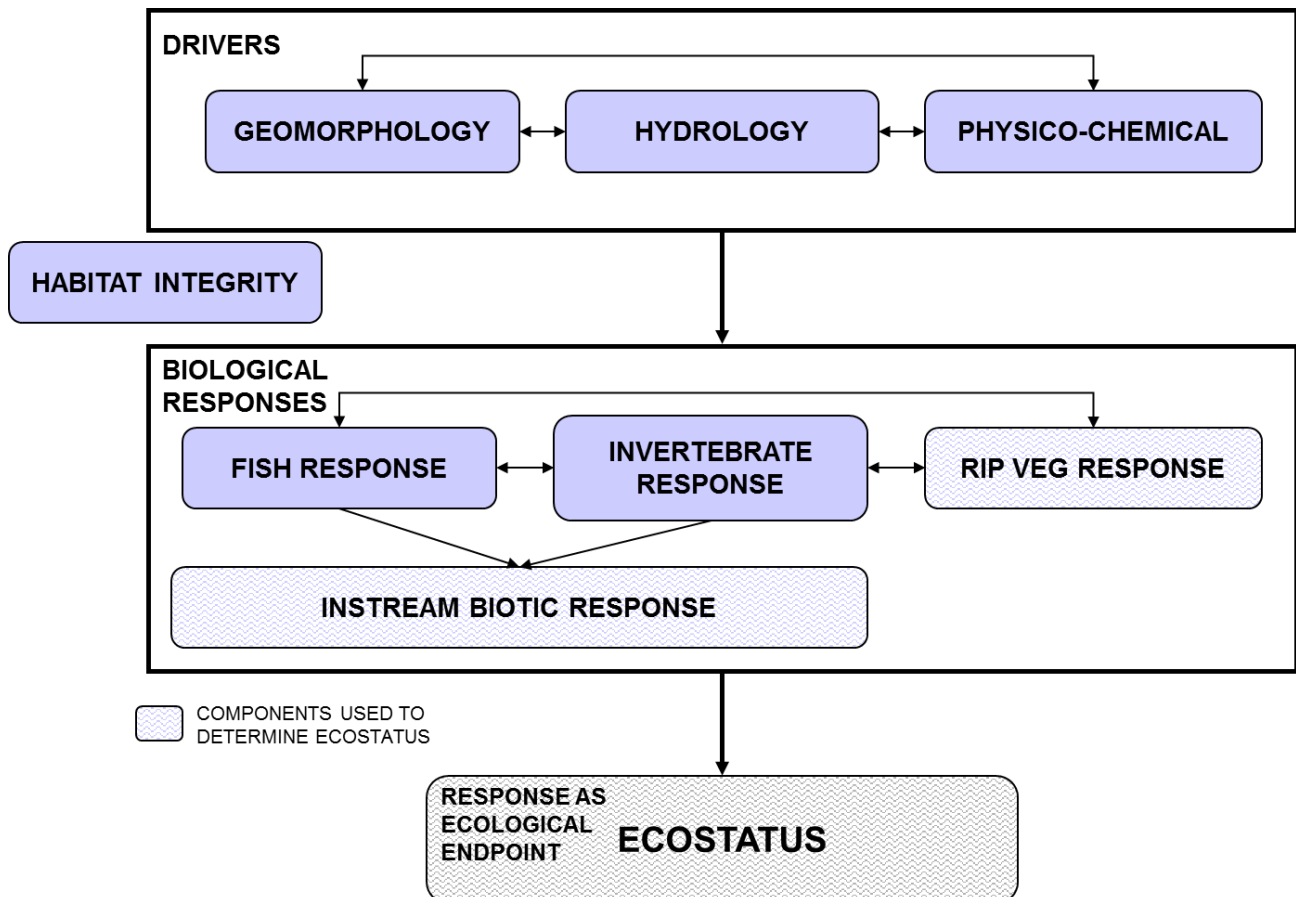 DRIVERS
GEOMORPHOLOGY
HYDROLOGY
PHYSICO-CHEMICAL
HABITAT INTEGRITY
BIOLOGICAL
RESPONSES
FISH RESPONSE
INVERTEBRATE
RESPONSE
RIP VEG RESPONSE
INSTREAM BIOTIC RESPONSE
COMPONENTS USED TO
DETERMINE ECOSTATUS
RESPONSE AS
ECOLOGICAL
ENDPOINT
ECOSTATUS